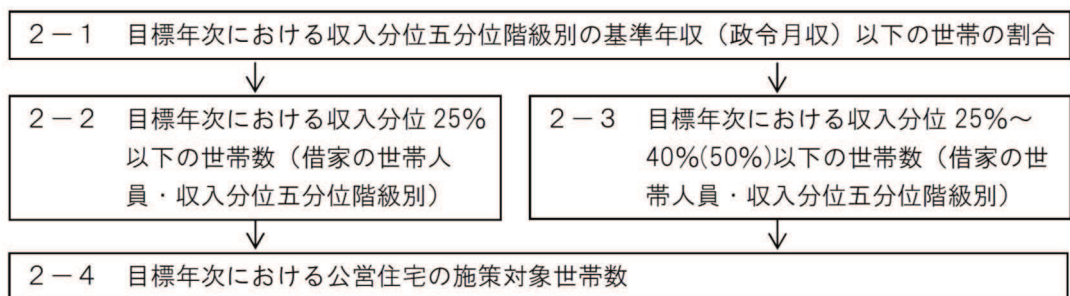 2－1 目標年次における収入分位五分位階級別の基準年収（政令月収）以下の世帯の割合
2－2 目標年次における収入分位 25%
以下の世帯数（借家の世帯人
員・収入分位五分位階級別）
2－3 目標年次における収入分位 25%～
40%(50%)以下の世帯数（借家の世
帯人員・収入分位五分位階級別）
2－4 目標年次における公営住宅の施策対象世帯数